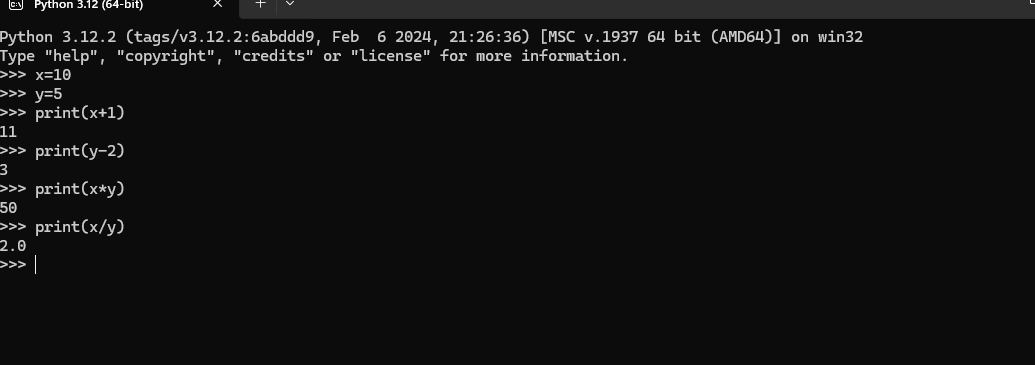 Python 3.12 (64-bit)
Python 3.12.2 (tags/v3.12.2:6abddd9, Feb  6 2024, 21:26:36) [MSC v.1937 64 bit (AMD64)] on win32
Type "help", "copyright", "credits" or "license" for more information.
>>> x=10
>>> y=5
>>> print(x+1)
11
>>> print(y-2)
3
>>> print(x*y)
50
>>> print(x/y)
2.0
>>>